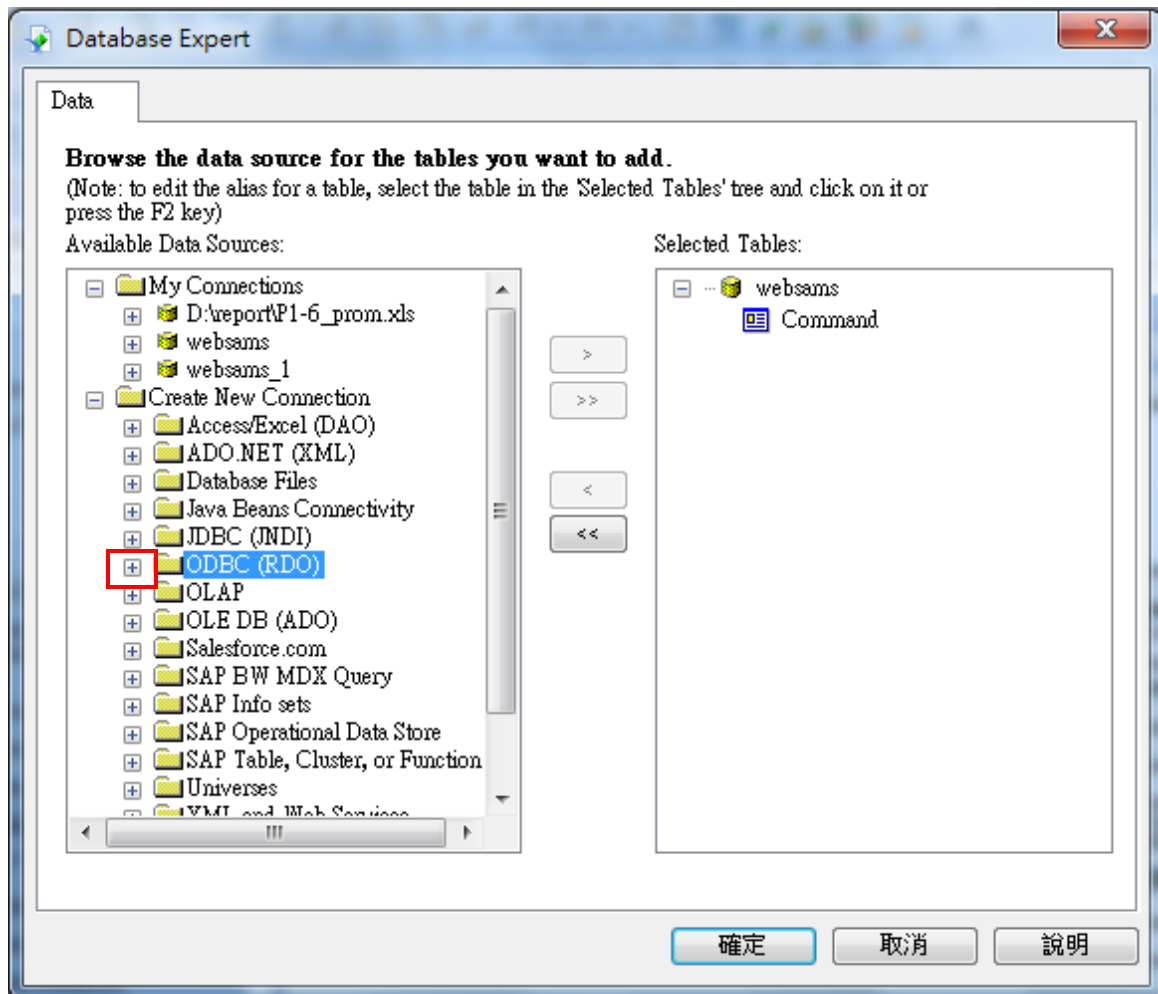 Database Expert
Data
Browse the data source for the tables you want to add.
(Note: to edit the alias for a table, select the table in the 'Selected Tables' tree and click on it or
press the F2 key)
Available Data Sources:
Selected Tables:
My Connections
D:\report\P1-6_prom.xls
websams
websams_1
Create New Connection
Access/Excel (DAO)
ADO.NET (XML)
Database Files
Java Beans Connectivity
JDBC (JNDI)
ODBC (RDO)
OLAP
OLE DB (ADO)
Salesforce.com
SAP BW MDX Query
SAP Info sets
SAP Operational Data Store
SAP Table, Cluster, or Function
Universes
XML and Web Services
>
>>
<
<<
websams
Command
確定
取消
說明